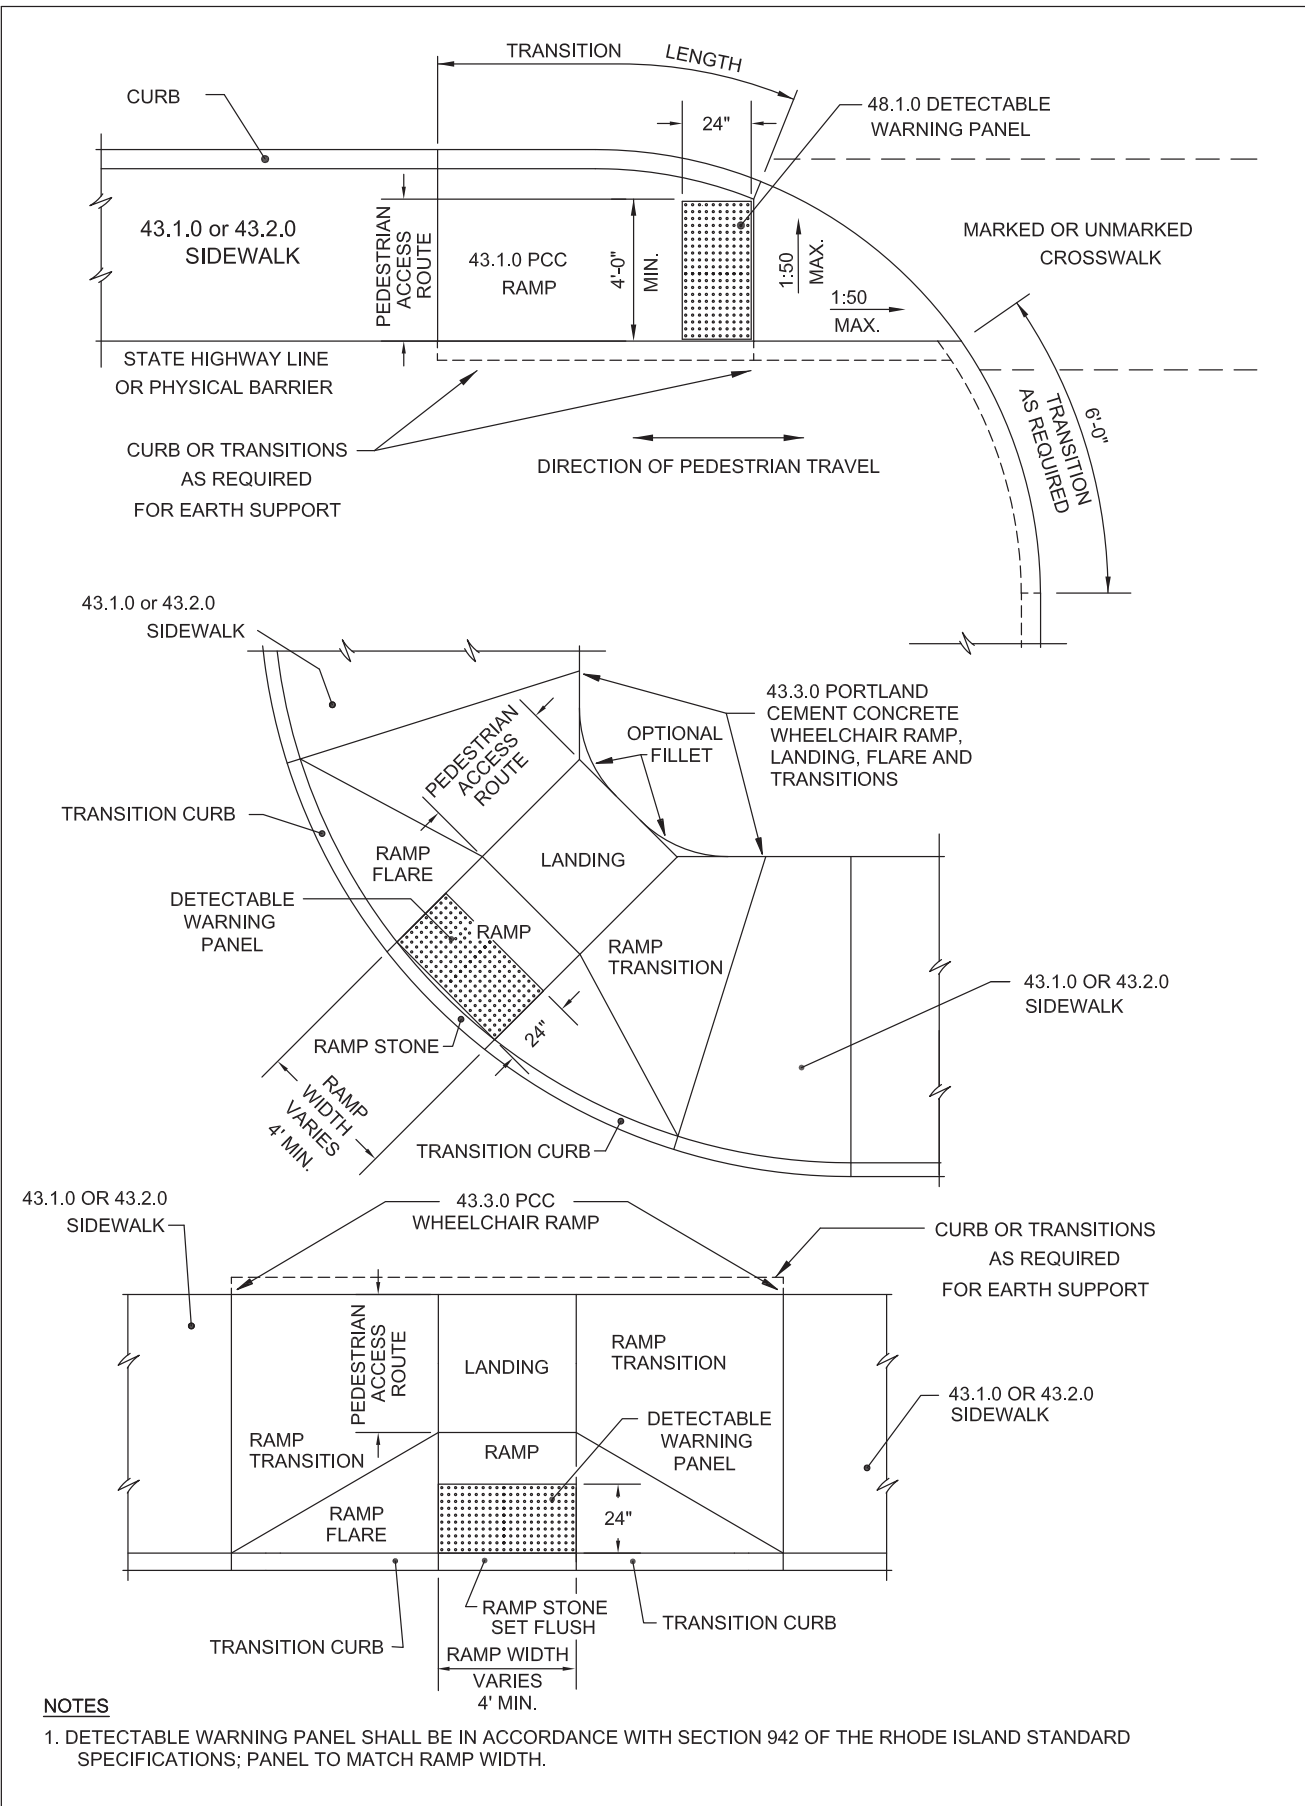 TRANSITION LENGTH
CURB
24"
48.1.0 DETECTABLE
WARNING PANEL
43.1.0 or 43.2.0
SIDEWALK
PEDESTRIAN
ACCESS
ROUTE
43.1.0 PCC
RAMP
4'-0"
MIN.
1:50
MAX.
1:50
MAX.
MARKED OR UNMARKED
CROSSWALK
STATE HIGHWAY LINE
OR PHYSICAL BARRIER
CURB OR TRANSITIONS
AS REQUIRED
FOR EARTH SUPPORT
DIRECTION OF PEDESTRIAN TRAVEL
6'-0"
TRANSITION
AS REQUIRED
43.1.0 or 43.2.0
SIDEWALK
PEDESTRIAN
ACCESS
ROUTE
OPTIONAL
FILLET
43.3.0 PORTLAND
CEMENT CONCRETE
WHEELCHAIR RAMP,
LANDING, FLARE AND
TRANSITIONS
TRANSITION CURB
RAMP
FLARE
LANDING
DETECTABLE
WARNING
PANEL
RAMP
RAMP
TRANSITION
43.1.0 OR 43.2.0
SIDEWALK
RAMP STONE
24"
RAMP
WIDTH
VARIES
4' MIN.
TRANSITION CURB
43.1.0 OR 43.2.0
SIDEWALK
43.3.0 PCC
WHEELCHAIR RAMP
CURB OR TRANSITIONS
AS REQUIRED
FOR EARTH SUPPORT
PEDESTRIAN
ACCESS
ROUTE
LANDING
RAMP
TRANSITION
43.1.0 OR 43.2.0
SIDEWALK
RAMP
TRANSITION
RAMP
DETECTABLE
WARNING
PANEL
RAMP
FLARE
24"
RAMP STONE
SET FLUSH
TRANSITION CURB
TRANSITION CURB
RAMP WIDTH
VARIES
4' MIN.
NOTES
1. DETECTABLE WARNING PANEL SHALL BE IN ACCORDANCE WITH SECTION 942 OF THE RHODE ISLAND STANDARD
SPECIFICATIONS; PANEL TO MATCH RAMP WIDTH.